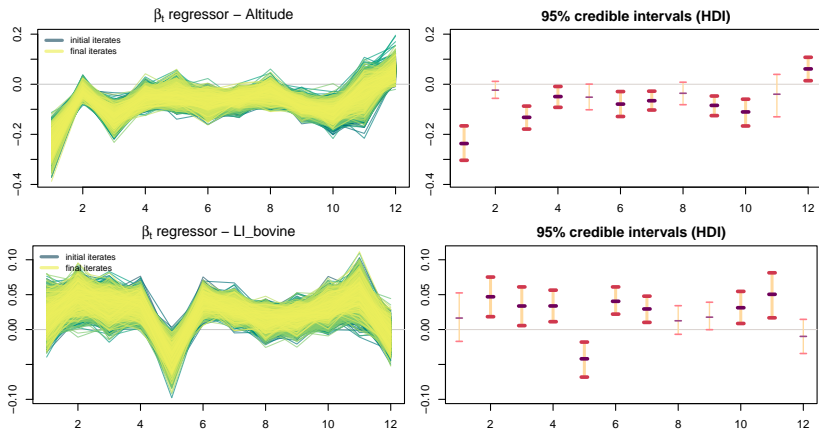 βt regressor − Altitude
initial iterates
final iterates
0.2
0.0
−0.2
−0.4
2 4 6 8 10 12
95% credible intervals (HDI)
0.2
0.0
−0.2
−0.4
2 4 6 8 10 12
βt regressor − LI_bovine
initial iterates
final iterates
0.10
0.05
0.00
−0.10
2 4 6 8 10 12
95% credible intervals (HDI)
0.10
0.05
0.00
−0.10
2 4 6 8 10 12